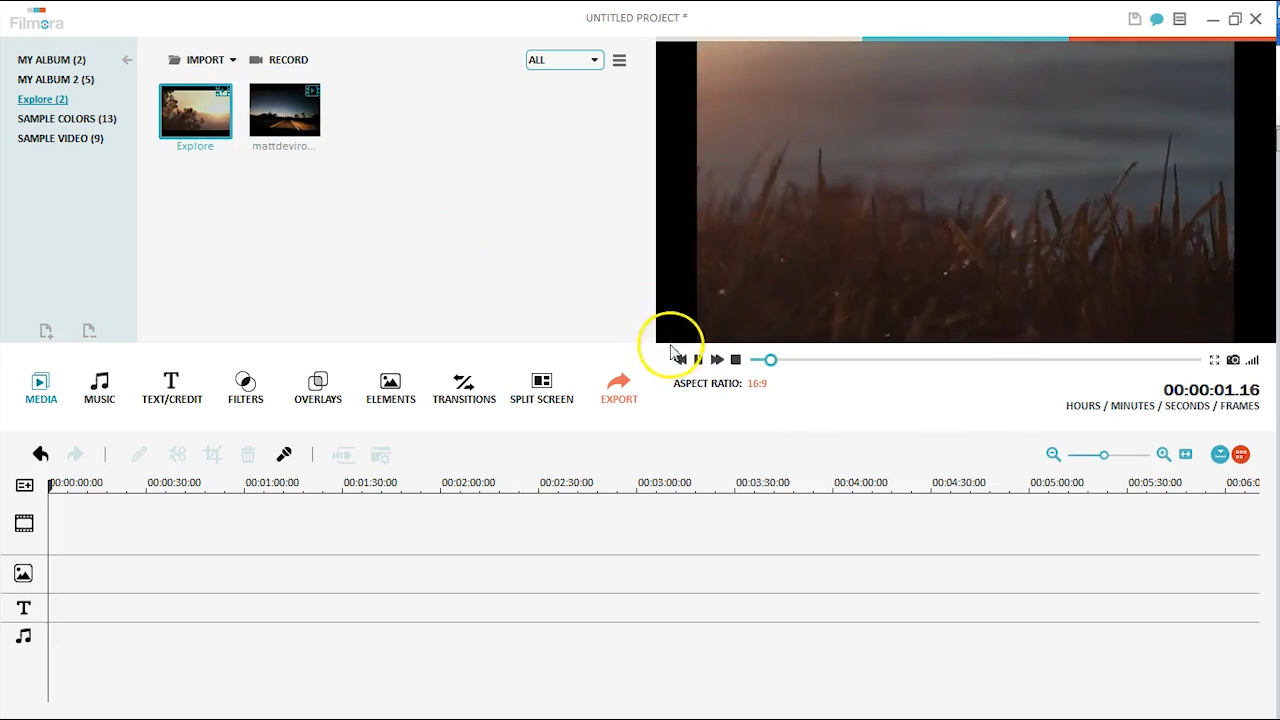 Filmora
UNTITLED PROJECT *
MY ALBUM (2)
MY ALBUM 2 (5)
Explore (2)
SAMPLE COLORS (13)
SAMPLE VIDEO (9)
IMPORT
RECORD
ALL
Explore
mattdeviro...
MEDIA
MUSIC
TEXT/CREDIT
FILTERS
OVERLAYS
ELEMENTS
TRANSITIONS
SPLIT SCREEN
EXPORT
ASPECT RATIO: 16:9
00:00:01.16
HOURS / MINUTES / SECONDS / FRAMES
00:00:00:00 00:00:30:00 00:01:00:00 00:01:30:00 00:02:00:00 00:02:30:00 00:03:00:00 00:03:30:00 00:04:00:00 00:04:30:00 00:05:00:00 00:05:30:00 00:06:0
T